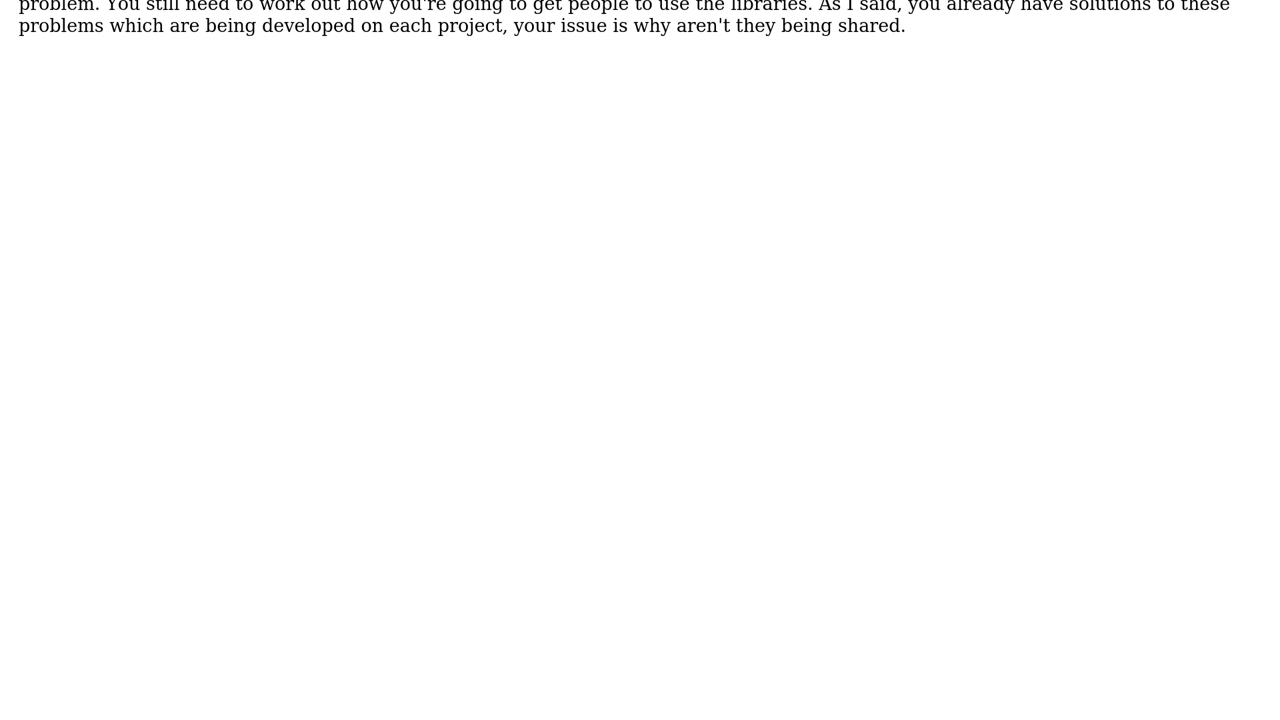 problem. You still need to work out how you're going to get people to use the libraries. As I said, you already have solutions to these
problems which are being developed on each project, your issue is why aren't they being shared.